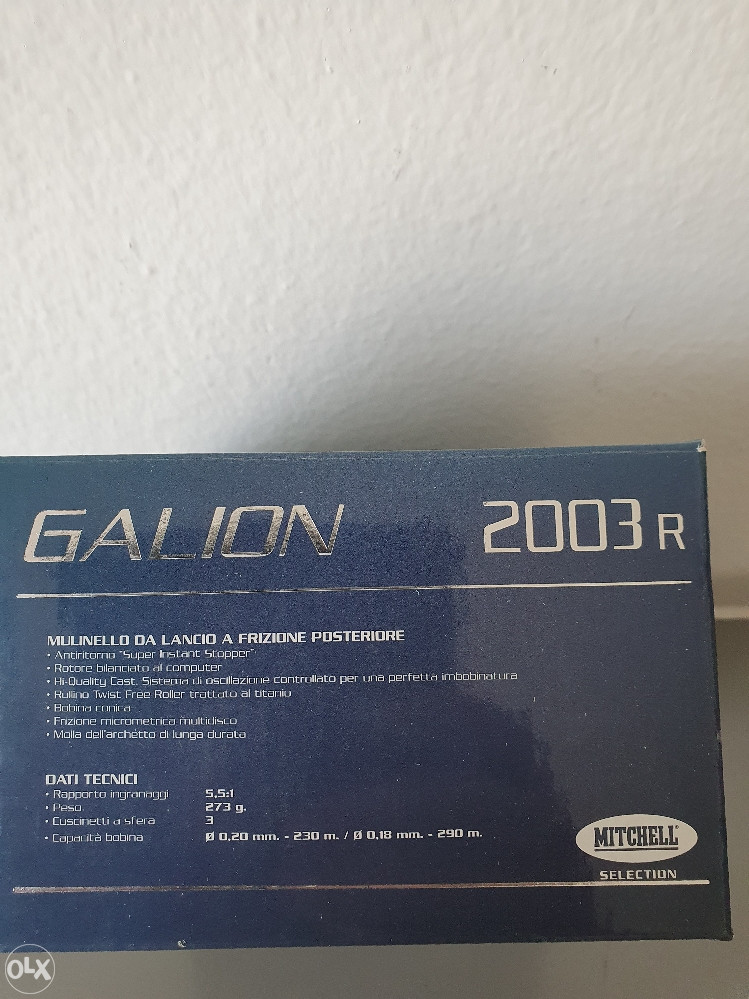 GALION 2003 R
MULINELLO DA LANCIO A FRIZIONE POSTERIORE
• Antiritorno "Super Instant Stopper"
• Rotore bilanciato al computer
• Hi-Quality Cast. Sistema di oscillazione controllato per una perfetta imbobinatura
• Rullino Twist Free Roller trattato al titanio
• Bobina conica
• Frizione micrometrica multidisco
• Molla dell'archetto di lunga durata
DATI TECNICI
• Rapporto ingranaggi 5,5:1
• Peso 273 g.
• Cuscinetti a sfera 3
• Capacità bobina Ø 0,20 mm. - 230 m. / Ø 0,18 mm. - 290 m.
MITCHELL
SELECTION
OLX